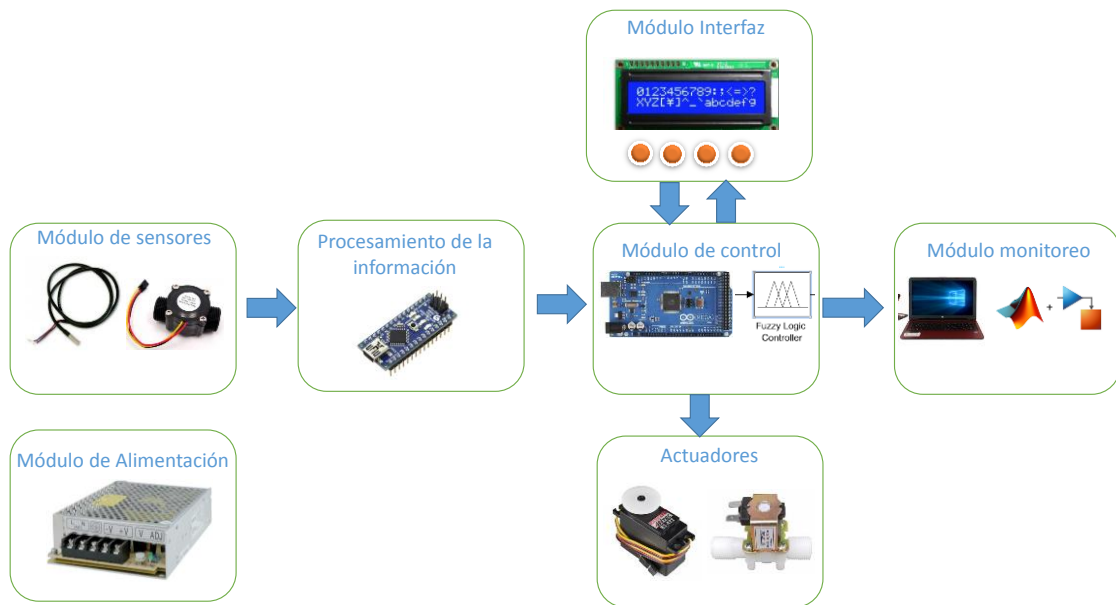 Módulo Interfaz
0123456789:;<=>?
XYZ[¥]^_`abcdefg
Módulo de sensores
Procesamiento de la
información
Módulo de control
Fuzzy Logic
Controller
Módulo monitoreo
+
Módulo de Alimentación
-V +V V ADJ
Actuadores